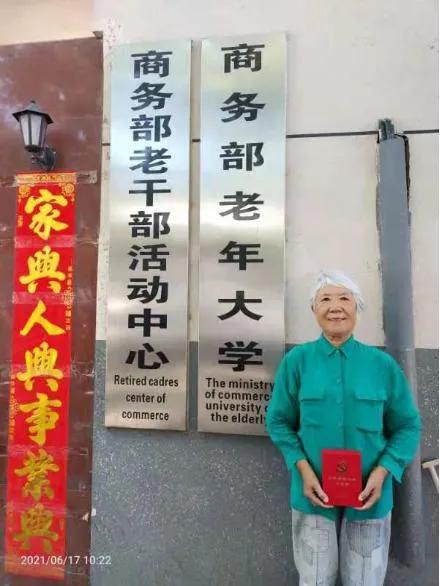 家興人興事業興
商务部老干部活动中心
Retired cadres
center of
commerce
商务部老年大学
The ministry
of commerce
university o
the elderly
2021/06/17 10:22